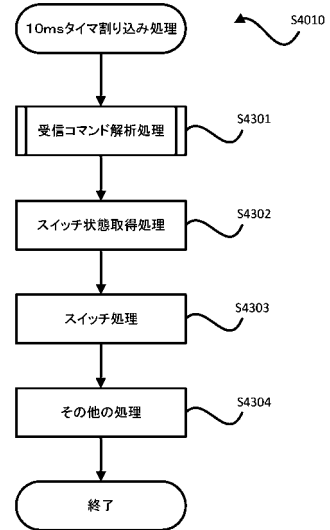 10msタイマ割り込み処理
S4010
受信コマンド解析処理
S4301
スイッチ状態取得処理
S4302
スイッチ処理
S4303
その他の処理
S4304
終了